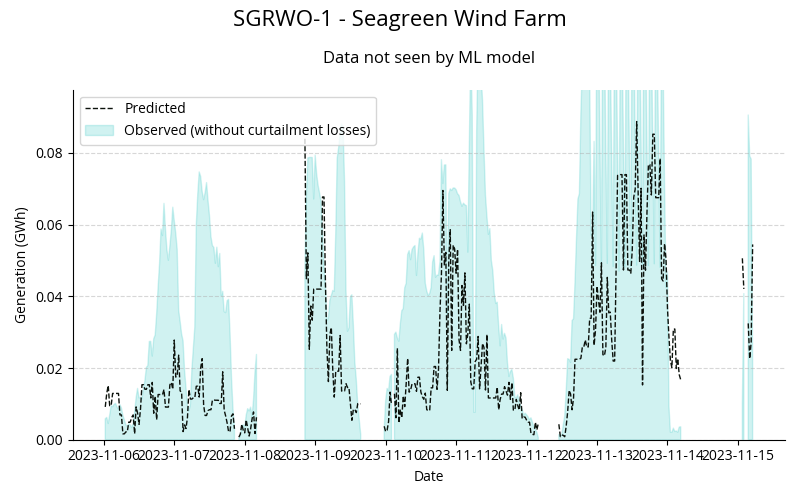 SGRWO-1 - Seagreen Wind Farm
Data not seen by ML model
Predicted
Observed (without curtailment losses)
Generation (GWh)
0.08
0.06
0.04
0.02
0.00
2023-11-06
2023-11-07
2023-11-08
2023-11-09
2023-11-10
2023-11-11
2023-11-12
2023-11-13
2023-11-14
2023-11-15
Date